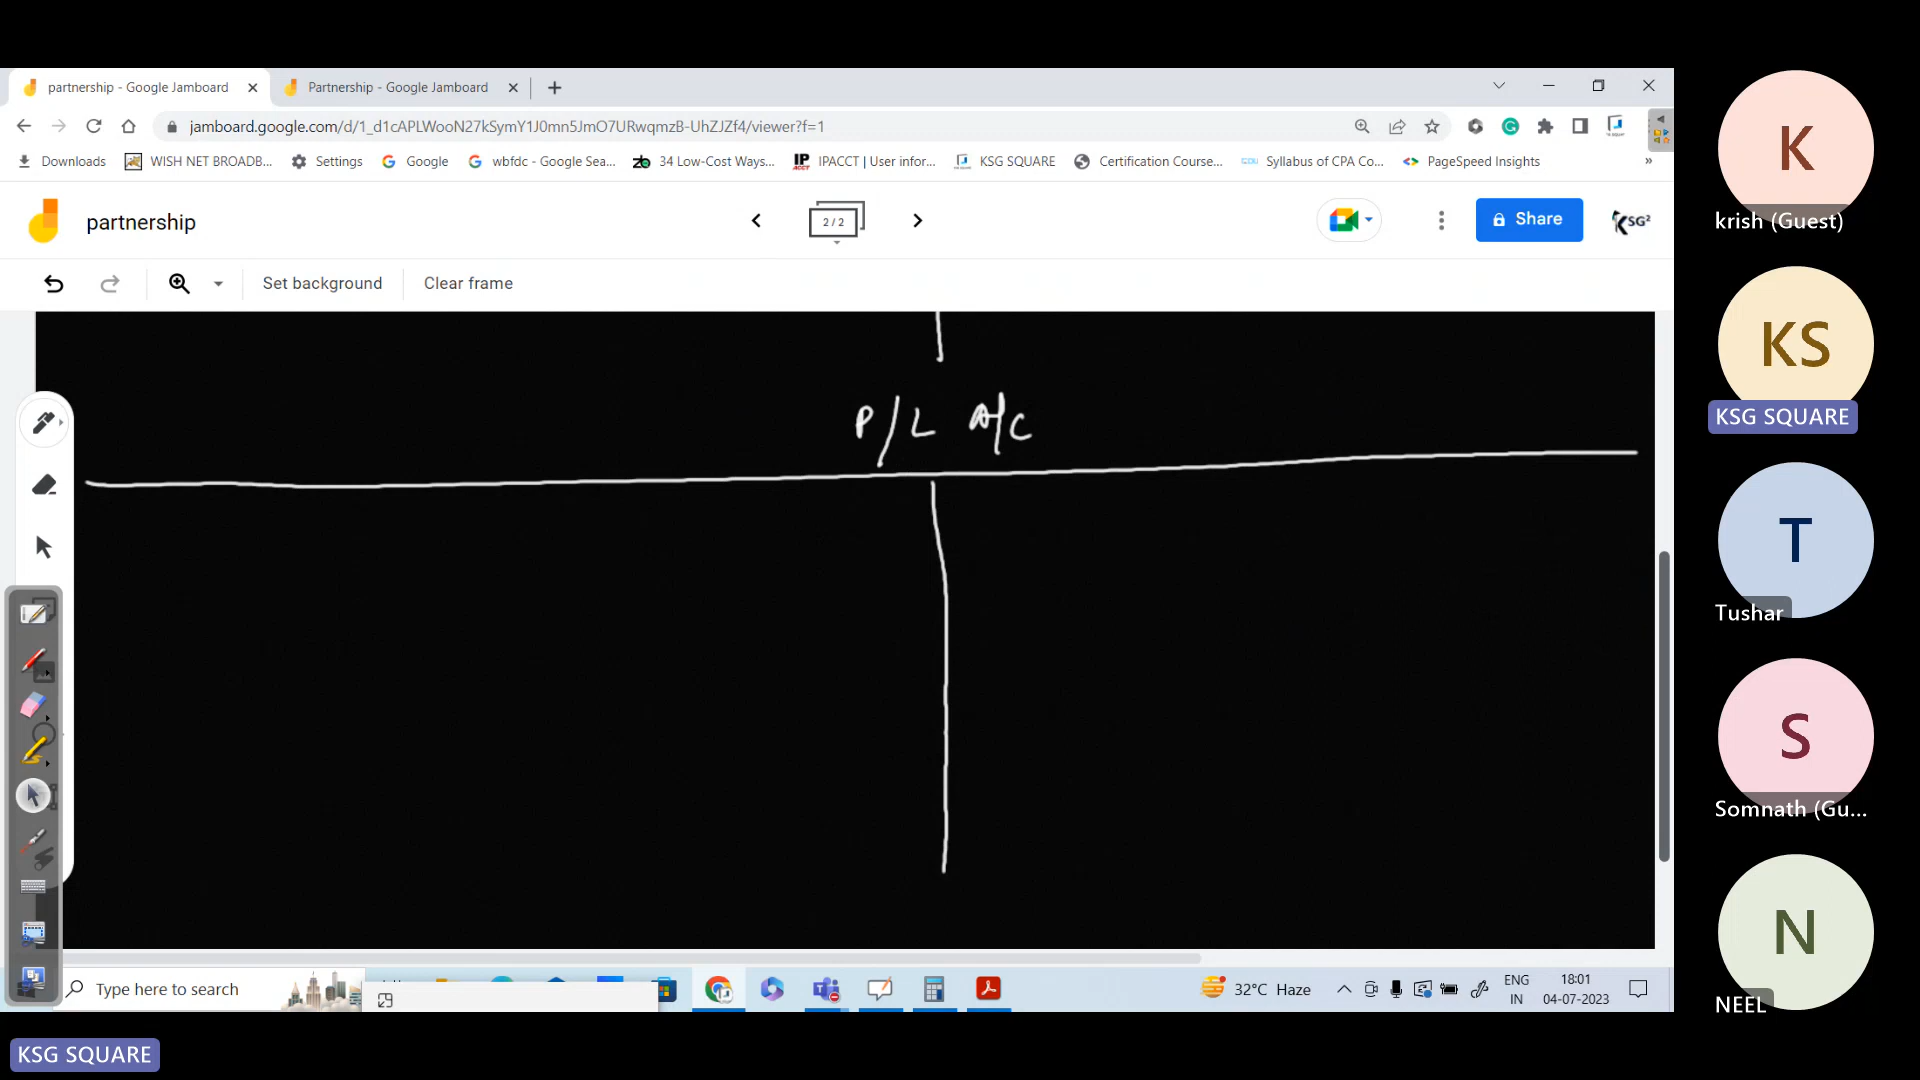 partnership - Google Jamboard
Partnership - Google Jamboard
jamboard.google.com/d/1_d1cAPLWooN27kSymY1J0mn5JmO7URwqmzB-UhZJZf4/viewer?f=1
Downloads
WISH NET BROADB...
Settings
Google
wbfdc - Google Sea...
34 Low-Cost Ways...
IPACCT | User infor...
KSG SQUARE
Certification Course...
Syllabus of CPA Co...
PageSpeed Insights
partnership
2 / 2
Share
KSG²
Set background
Clear frame
P/L A/C
Type here to search
32°C Haze
ENG
IN
18:01
04-07-2023
K
krish (Guest)
KS
KSG SQUARE
T
Tushar
S
Somnath (Gu...
N
NEEL
KSG SQUARE